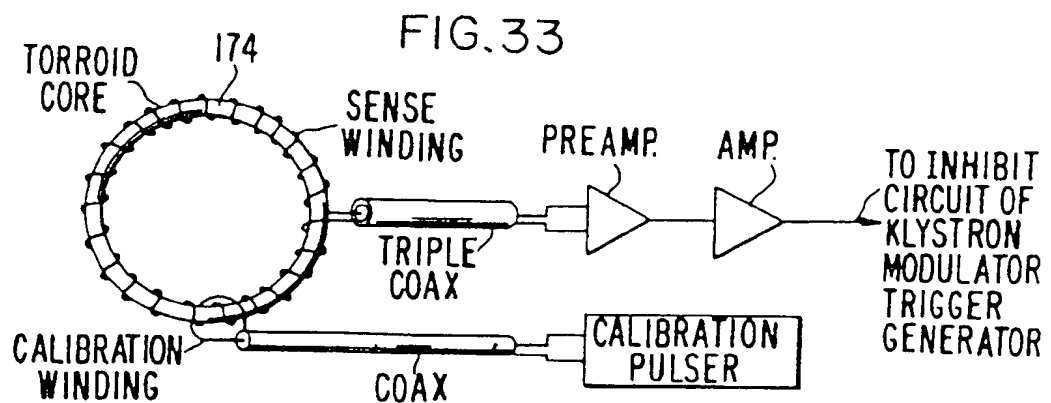 FIG.33
TORROID
CORE
174
SENSE
WINDING
PREAMP.
AMP.
TO INHIBIT
CIRCUIT OF
KLYSTRON
MODULATOR
TRIGGER
GENERATOR
TRIPLE
COAX
CALIBRATION
WINDING
COAX
CALIBRATION
PULSER